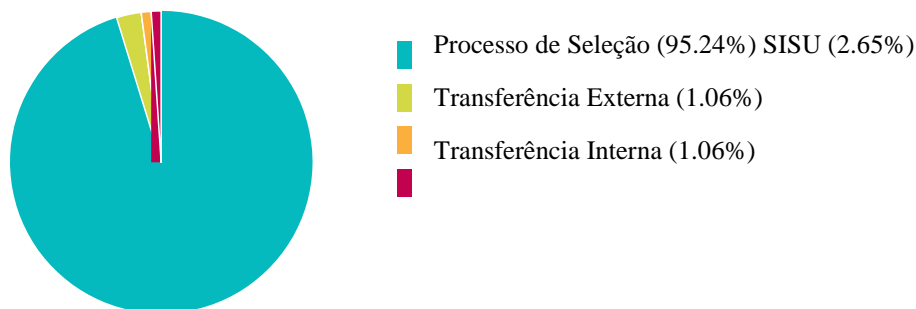 Processo de Seleção (95.24%) SISU (2.65%)
Transferência Externa (1.06%)
Transferência Interna (1.06%)